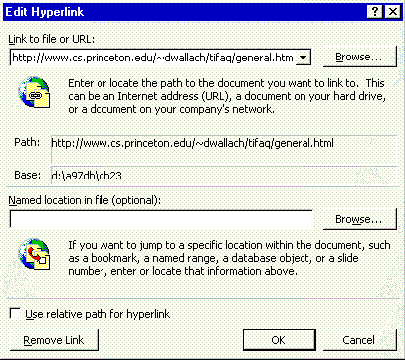 Edit Hyperlink
Link to file or URL:
http://www.cs.princeton.edu/~dwallach/tifaq/general.htm
Browse...
Enter or locate the path to the document you want to link to. This
can be an Internet address (URL), a document on your hard drive,
or a document on your company's network.
Path: http://www.cs.princeton.edu/~dwallach/tifaq/general.html
Base: d:\a97dh\ch23
Named location in file (optional):
Browse...
If you want to jump to a specific location within the document, such
as a bookmark, a named range, a database object, or a slide
number, enter or locate that information above.
Use relative path for hyperlink
Remove Link OK Cancel